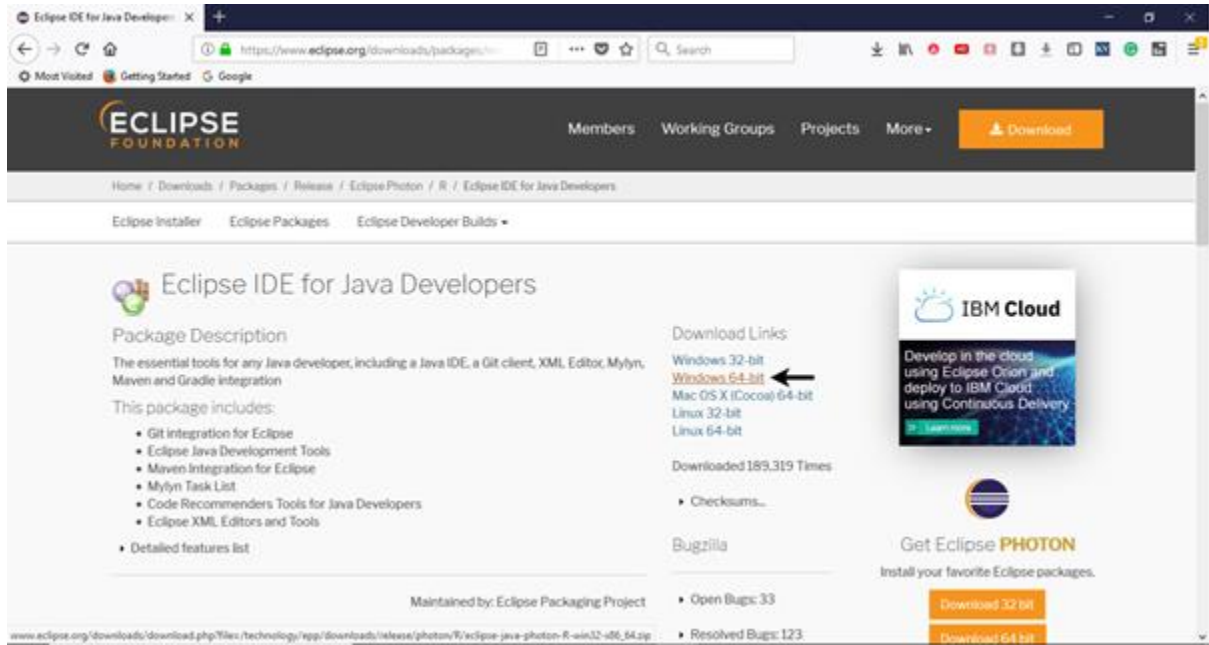 Eclipse IDE for Java Developer
https://www.eclipse.org/downloads/packages/
Search
Most Visited Getting Started Google
ECLIPSE
FOUNDATION
Members Working Groups Projects More
Download
Home / Downloads / Packages / Release / Eclipse Photon / R / Eclipse IDE for Java Developers
Eclipse Installer Eclipse Packages Eclipse Developer Builds
Eclipse IDE for Java Developers
Package Description
The essential tools for any Java developer, including a Java IDE, a Git client, XML Editor, Mylyn,
Maven and Gradle integration
This package includes:
• Git integration for Eclipse
• Eclipse Java Development Tools
• Maven Integration for Eclipse
• Mylyn Task List
• Code Recommenders Tools for Java Developers
• Eclipse XML Editors and Tools
Detailed features list
Maintained by: Eclipse Packaging Project
Download Links
Windows 32-bit
Windows 64-bit
Mac OS X (Cocoa) 64-bit
Linux 32-bit
Linux 64-bit
Downloaded 189,319 Times
Checksums...
Bugzilla
Open Bugs: 33
Resolved Bugs: 123
IBM Cloud
Develop in the cloud
using Eclipse Orion and
deploy to IBM Cloud
using Continuous Delivery
Learn more
Get Eclipse PHOTON
Install your favorite Eclipse packages.
Download 32 bit
Download 64 bit
www.eclipse.org/downloads/download.php?file=/technology/epp/downloads/release/photon/R/eclipse-java-photon-R-win32-x86_64.zip